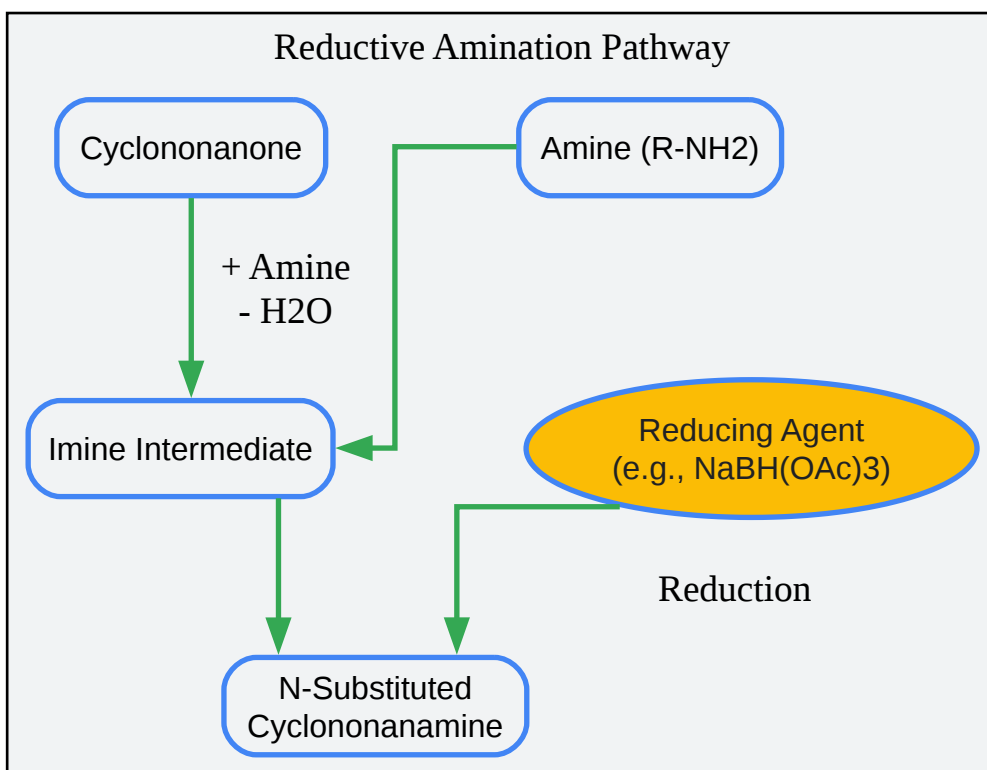 Reductive Amination Pathway
Cyclononanone
Amine (R-NH2)
+ Amine
- H2O
Imine Intermediate
Reducing Agent
(e.g., NaBH(OAc)3)
Reduction
N-Substituted
Cyclononanamine